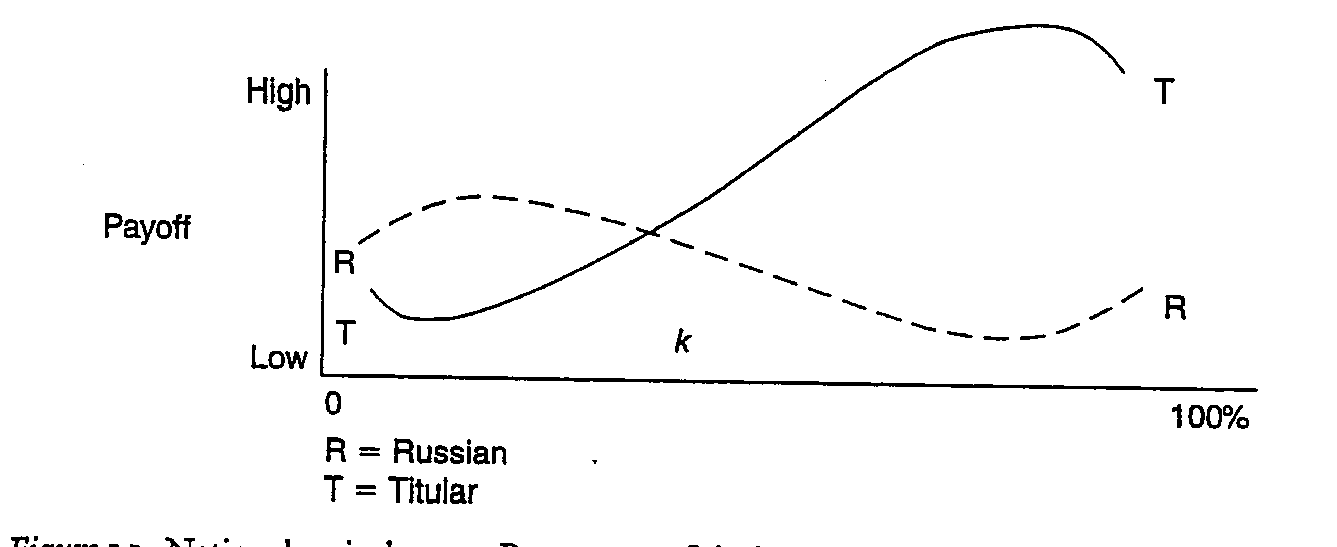 High
T
Payoff
R
R
T
k
Low
0
100%
R = Russian
T = Titular